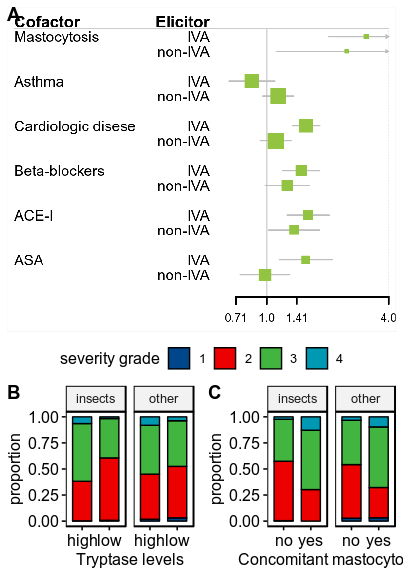 A
Cofactor Elicitor
Mastocytosis IVA
non-IVA
Asthma IVA
non-IVA
Cardiologic disese IVA
non-IVA
Beta-blockers IVA
non-IVA
ACE-I IVA
non-IVA
ASA IVA
non-IVA
0.71 1.0 1.41 4.0
severity grade 1 2 3 4
B
insects other
proportion
1.00
0.75
0.50
0.25
0.00
high low high low
Tryptase levels
C
insects other
proportion
1.00
0.75
0.50
0.25
0.00
no yes no yes
Concomitant mastocyto